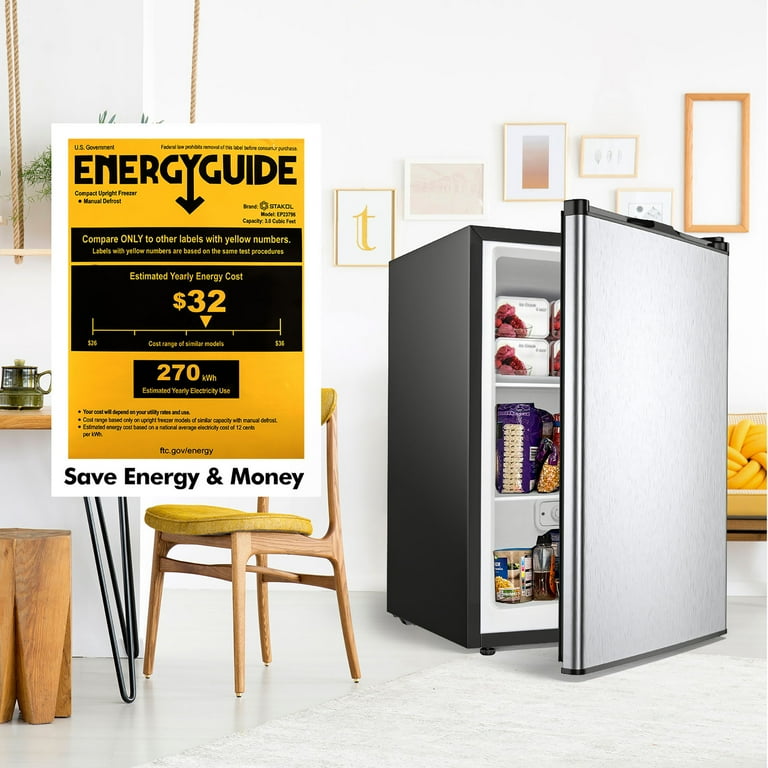 U.S. Government
Federal law prohibits removal of this label before consumer purchase.
ENERGYGUIDE
Compact Upright Freezer
• Manual Defrost
Brand: STAKOL
Model: EP23796
Capacity: 3.0 Cubic Feet
Compare ONLY to other labels with yellow numbers.
Labels with yellow numbers are based on the same test procedures
Estimated Yearly Energy Cost
$32
$26
$36
Cost range of similar models
270 kWh
Estimated Yearly Electricity Use
• Your cost will depend on your utility rates and use.
• Cost range based only on upright freezer models of similar capacity with manual defrost.
• Estimated energy cost based on a national average electricity cost of 12 cents
per kWh.
ftc.gov/energy
Save Energy & Money
t